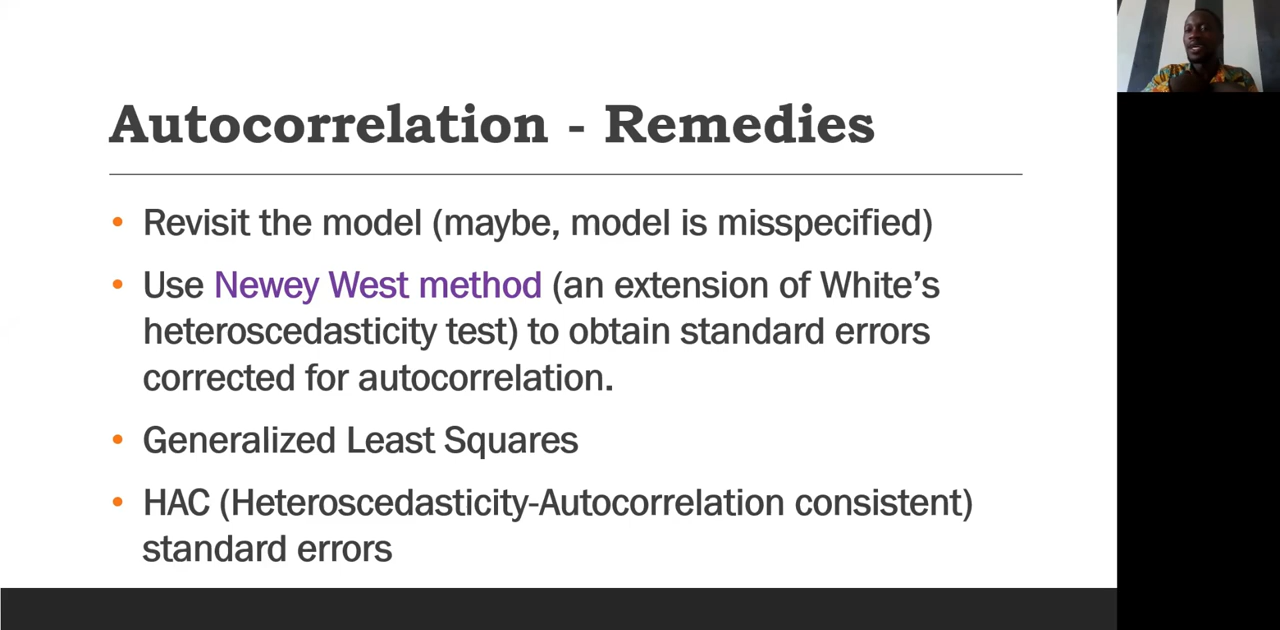 Autocorrelation - Remedies
• Revisit the model (maybe, model is misspecified)
• Use Newey West method (an extension of White’s
heteroscedasticity test) to obtain standard errors
corrected for autocorrelation.
• Generalized Least Squares
• HAC (Heteroscedasticity-Autocorrelation consistent)
standard errors